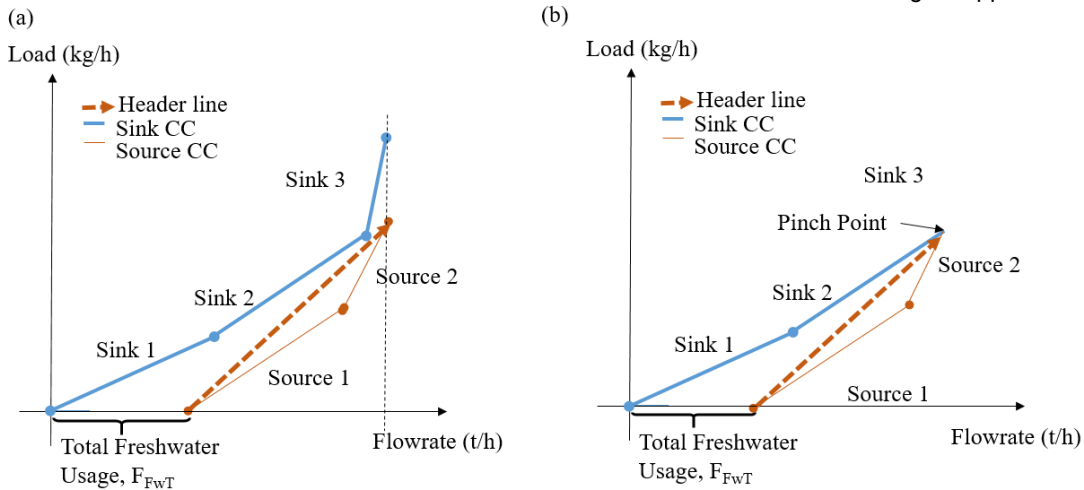 (a)
Load (kg/h)
Header line
Sink CC
Source CC
Sink 3
Sink 2
Source 2
Sink 1
Source 1
Total Freshwater
Usage, FFwT
Flowrate (t/h)
(b)
Load (kg/h)
Header line
Sink CC
Source CC
Sink 3
Pinch Point
Source 2
Sink 2
Sink 1
Source 1
Total Freshwater
Usage, FFwT
Flowrate (t/h)